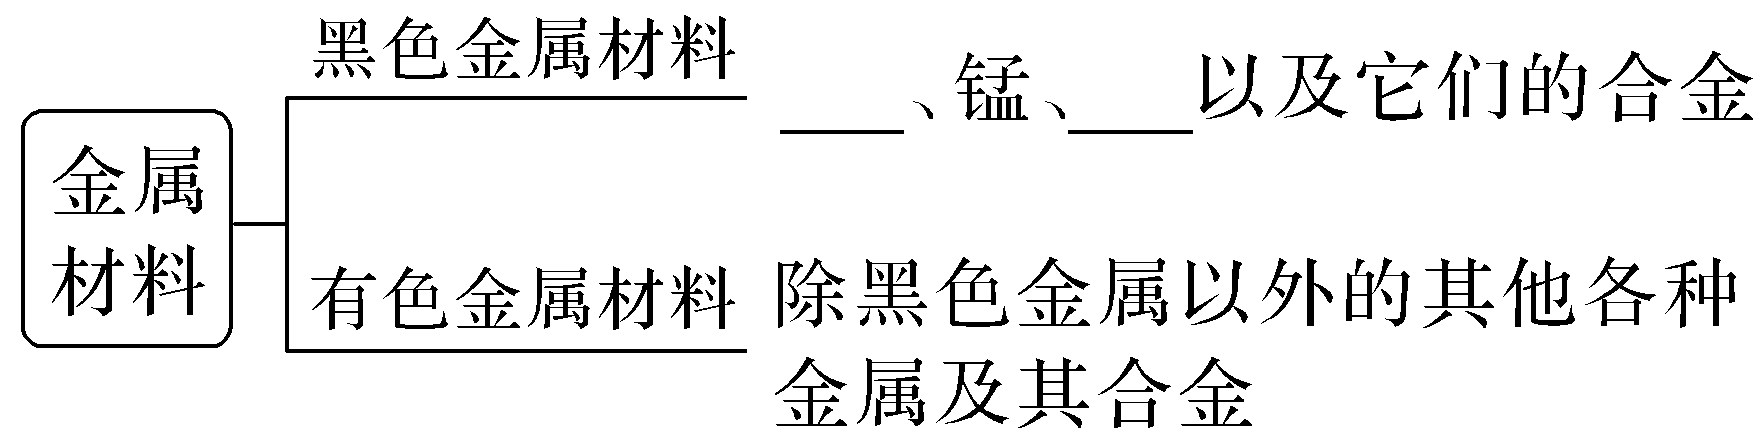 黑色金属材料
____、锰、____以及它们的合金
金属
材料
有色金属材料
除黑色金属以外的其他各种
金属及其合金